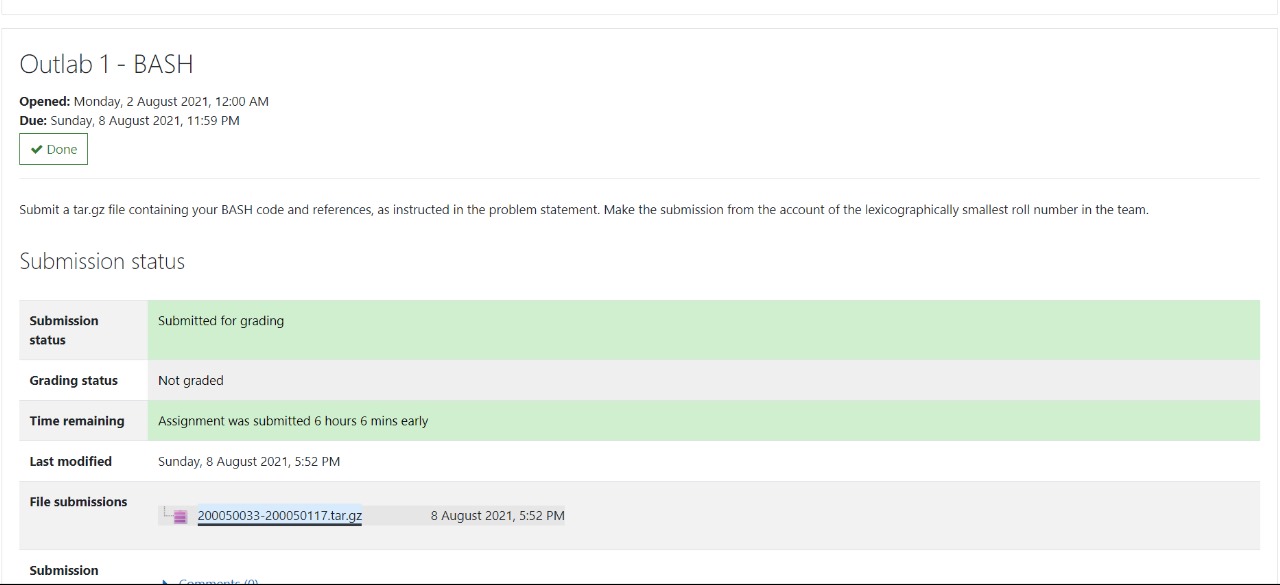 Outlab 1 - BASH
Opened: Monday, 2 August 2021, 12:00 AM
Due: Sunday, 8 August 2021, 11:59 PM
Done
Submit a tar.gz file containing your BASH code and references, as instructed in the problem statement. Make the submission from the account of the lexicographically smallest roll number in the team.
Submission status
Submission status Submitted for grading
Grading status Not graded
Time remaining Assignment was submitted 6 hours 6 mins early
Last modified Sunday, 8 August 2021, 5:52 PM
File submissions
200050033-200050117.tar.gz 8 August 2021, 5:52 PM
Submission
Comments (0)